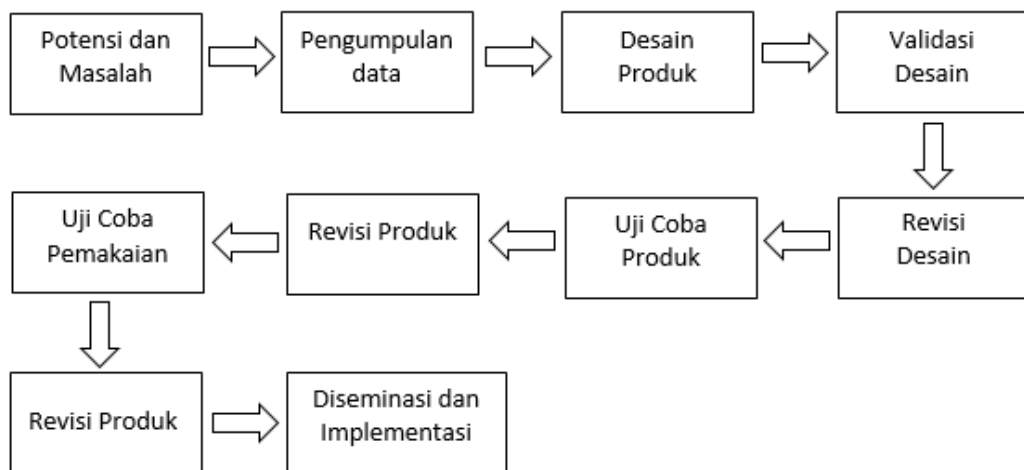 Potensi dan
Masalah
Pengumpulan
data
Desain
Produk
Validasi
Desain
Revisi
Desain
Uji Coba
Produk
Revisi Produk
Uji Coba
Pemakaian
Revisi Produk
Diseminasi dan
Implementasi